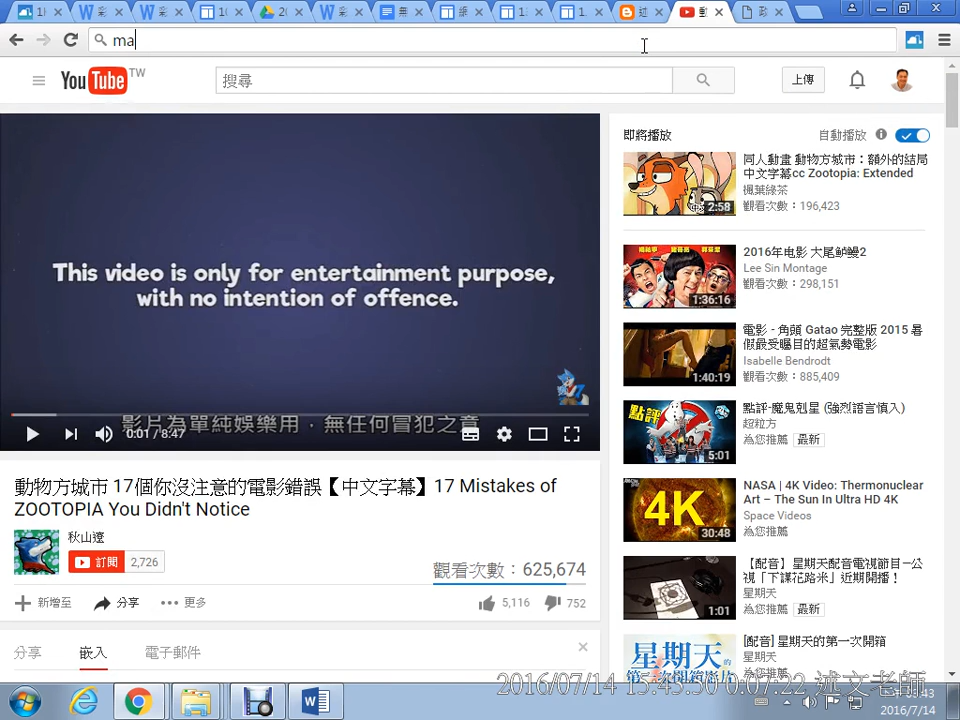 ma
YouTube TW
搜尋
上傳
This video is only for entertainment purpose,
with no intention of offence.
影片為單純娛樂用，無任何冒犯之意
0:01 / 8:47
動物方城市 17個你沒注意的電影錯誤【中文字幕】17 Mistakes of
ZOOTOPIA You Didn't Notice
秋山遼
訂閱 2,726
觀看次數：625,674
新增至 分享 更多
5,116 752
分享 嵌入 電子郵件
即將播放 自動播放
2:58
同人動畫 動物方城市：額外的結局
中文字幕cc Zootopia: Extended
楓葉綠茶
觀看次數：196,423
1:36:16
2016年电影 大尾鲈鳗2
Lee Sin Montage
觀看次數：298,151
1:40:19
電影 - 角頭 Gatao 完整版 2015 暑
假最受矚目的超氣勢電影
Isabelle Bendrodt
觀看次數：885,409
點評
5:01
點評-魔鬼剋星 (強烈語言慎入)
超粒方
為您推薦 最新
4K
30:48
NASA | 4K Video: Thermonuclear
Art – The Sun In Ultra HD 4K
Space Videos
為您推薦
1:01
【配音】星期天配音電視節目—公
視「下課花路米」近期開播！
星期天
為您推薦 最新
星期天的
[配音] 星期天的第一次開箱
星期天
為您推薦
2016/07/14 15:43:50 0:07:22 述文老師
2016/7/14